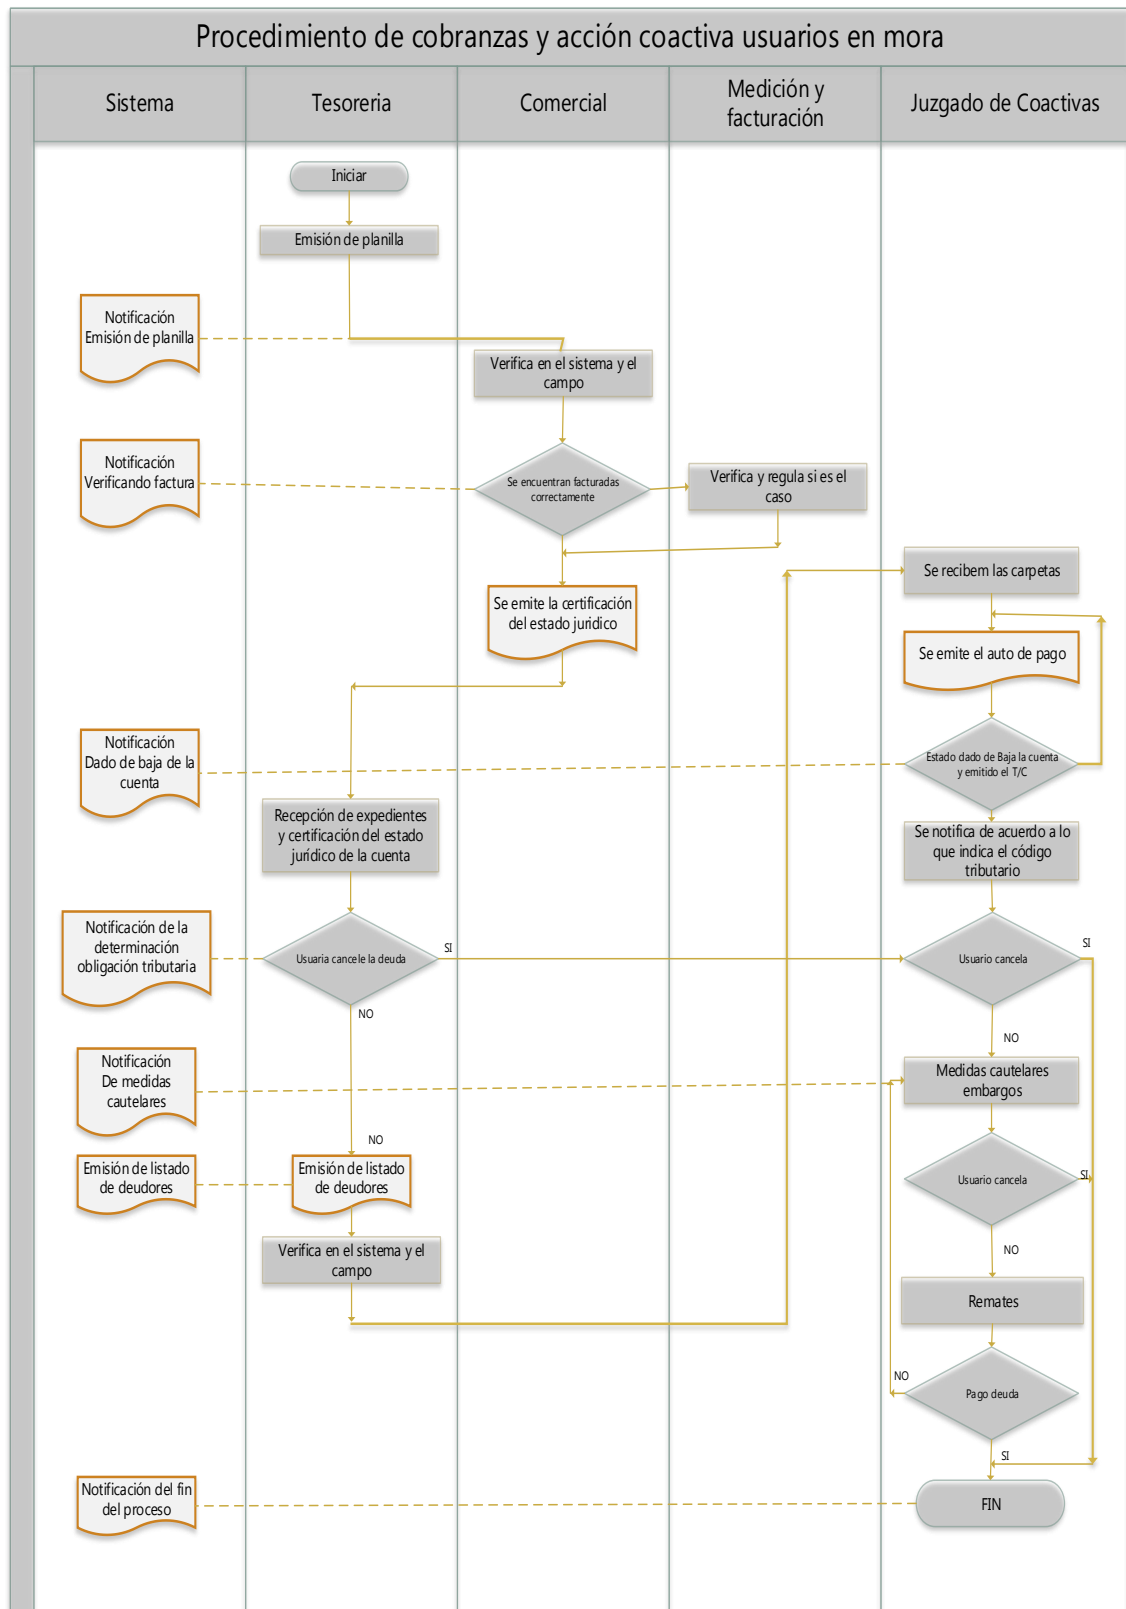 Procedimiento de cobranzas y acción coactiva usuarios en mora
Sistema
Tesoreria
Comercial
Medición y
facturación
Juzgado de Coactivas
Iniciar
Emisión de planilla
Notificación
Emisión de planilla
Verifica en el sistema y el
campo
Notificación
Verificando factura
Se encuentran facturadas
correctamente
Verifica y regula si es el
caso
Se recibem las carpetas
Se emite la certificación
del estado juridico
Se emite el auto de pago
Notificación
Dado de baja de la
cuenta
Estado dado de Baja la cuenta
y emitido el T/C
Recepción de expedientes
y certificación del estado
jurídico de la cuenta
Se notifica de acuerdo a lo
que indica el código
tributario
Notificación de la
determinación
obligación tributaria
Usuaria cancele la deuda
SI
Usuario cancela
SI
NO
NO
Notificación
De medidas
cautelares
Medidas cautelares
embargos
NO
Emisión de listado
de deudores
Emisión de listado
de deudores
Usuario cancela
SI
Verifica en el sistema y el
campo
NO
Remates
NO
Pago deuda
SI
Notificación del fin
del proceso
FIN